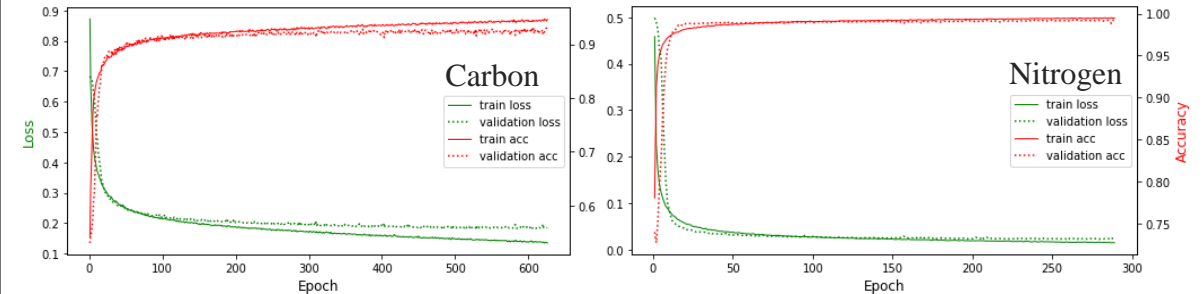 0.9
0.8
0.7
0.6
0.5
0.4
0.3
0.2
0.1
Loss
0 100 200 300 400 500 600
Epoch
0.9
0.8
0.7
0.6
Carbon
train loss
validation loss
train acc
validation acc
0.5
0.4
0.3
0.2
0.1
0.0
0 50 100 150 200 250 300
Epoch
1.00
0.95
0.90
0.85
0.80
0.75
Accuracy
Nitrogen
train loss
validation loss
train acc
validation acc